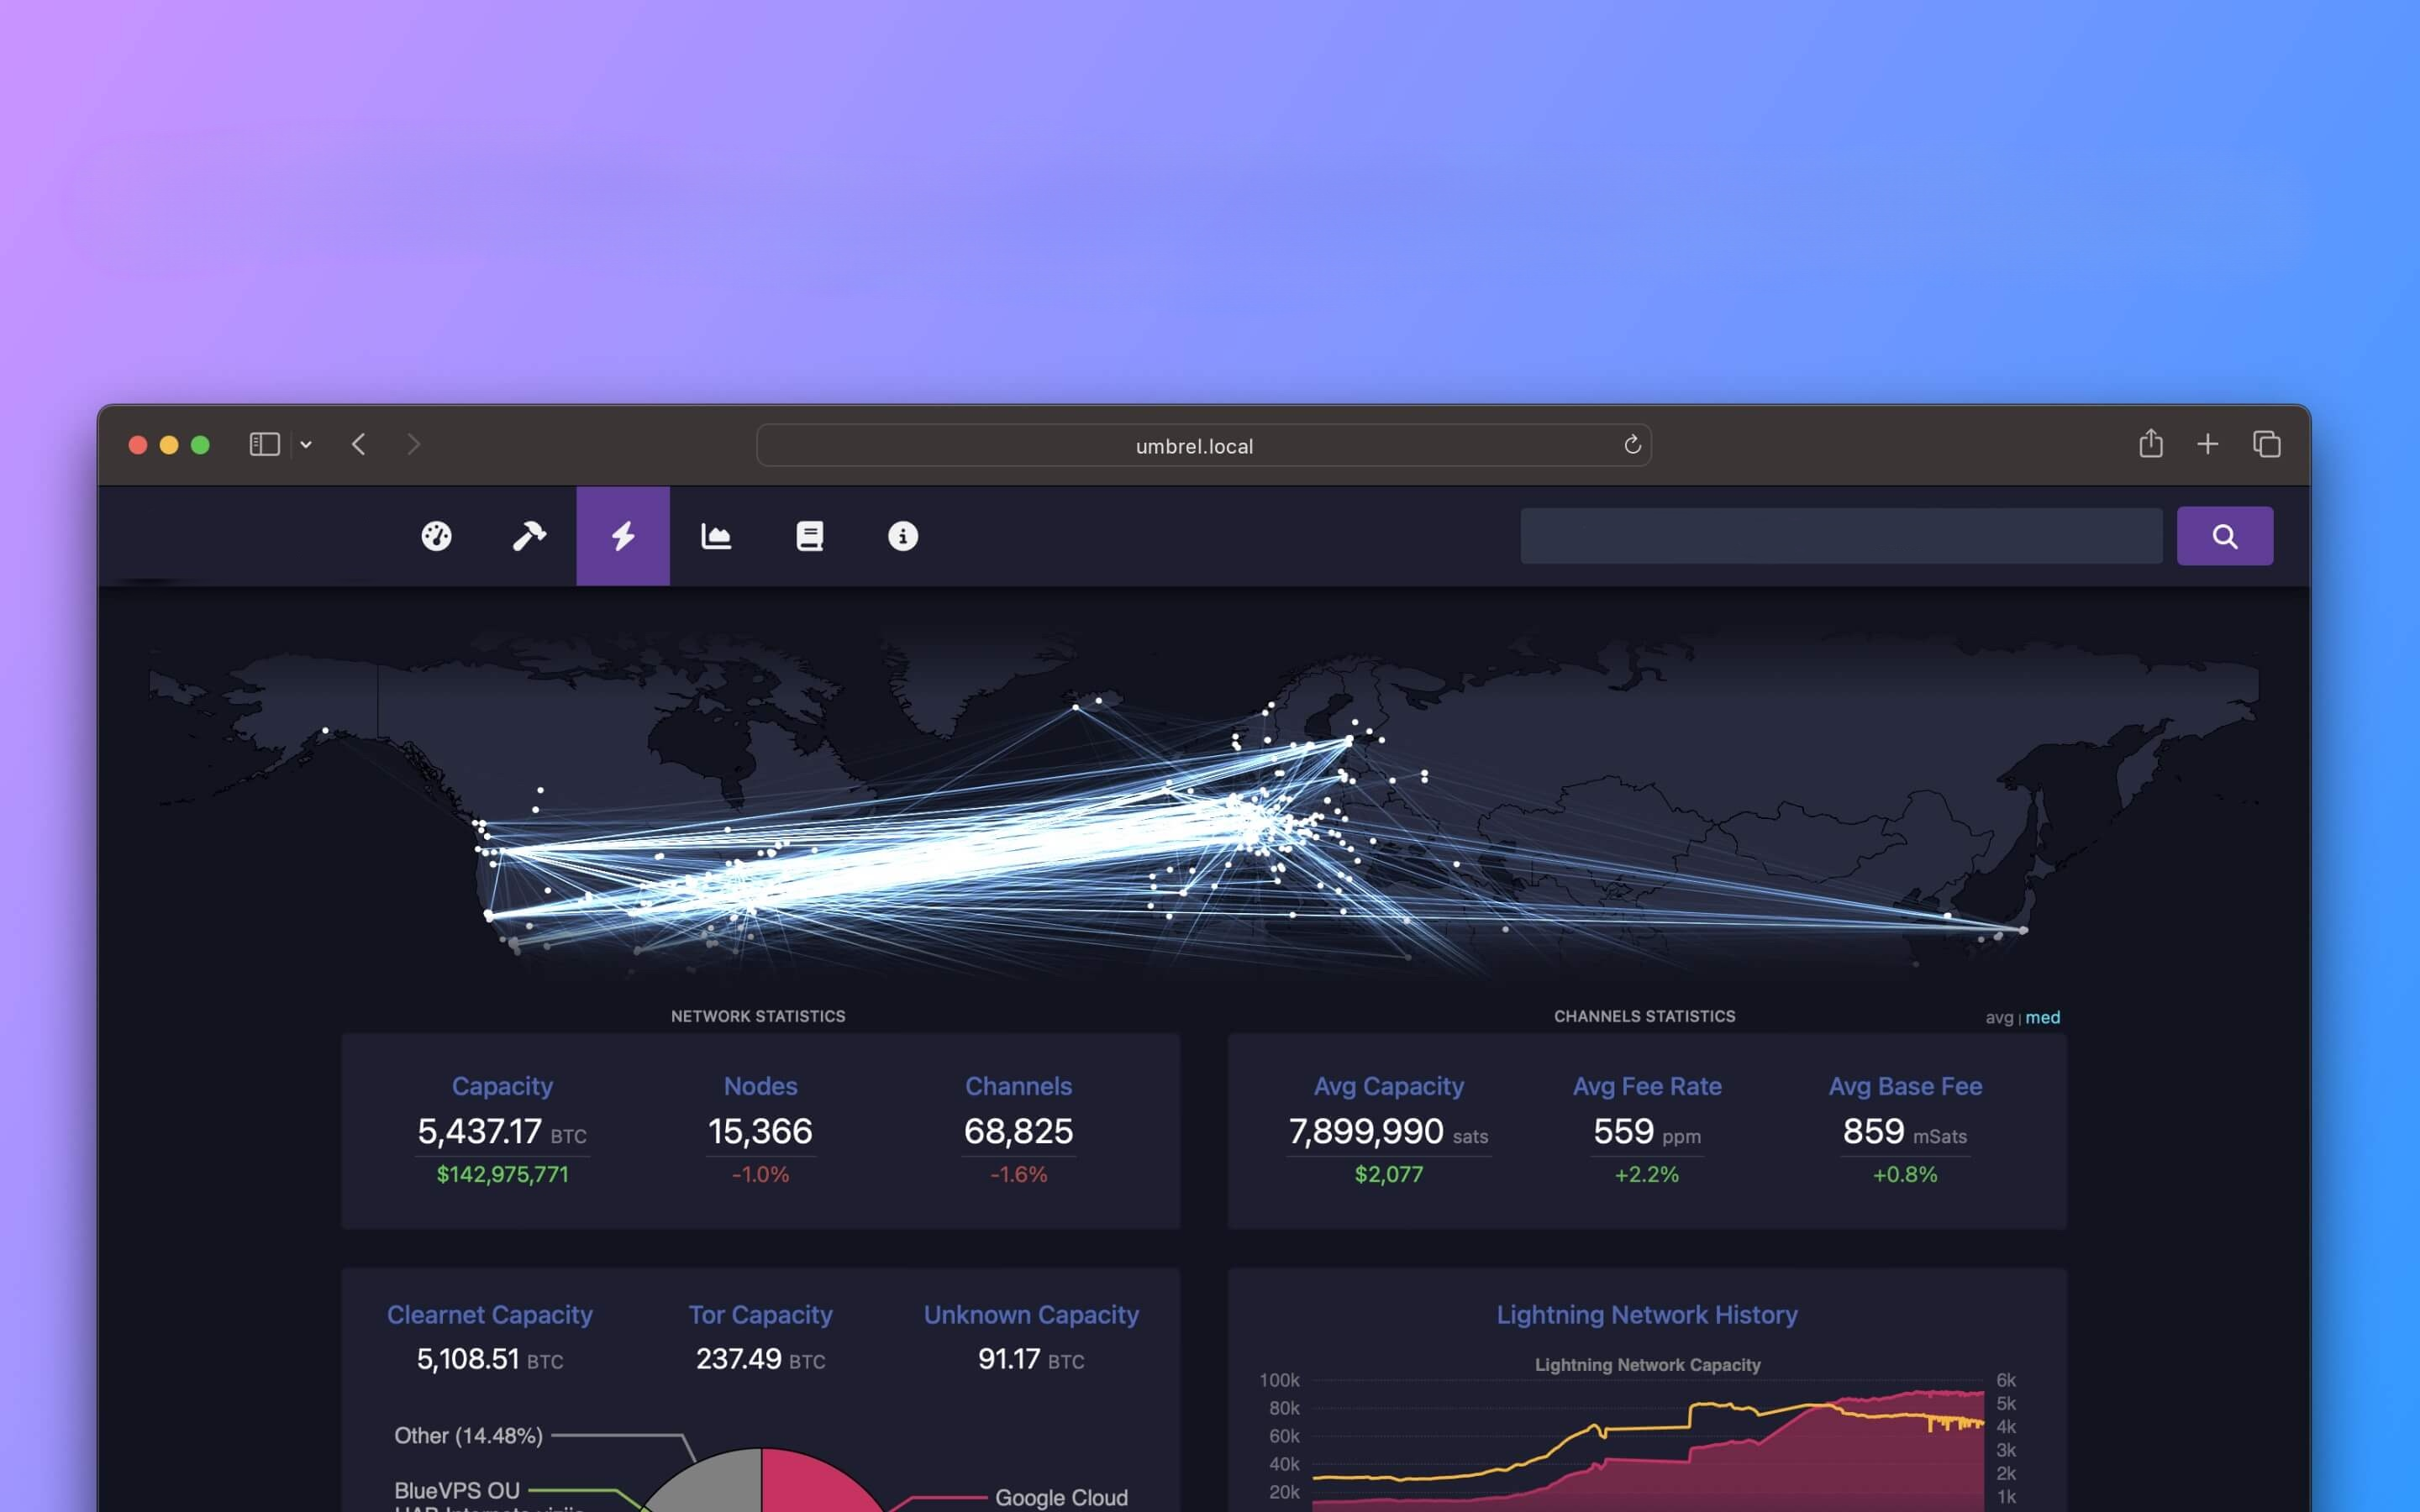 umbrel.local
NETWORK STATISTICS
Capacity Nodes Channels
5,437.17 BTC 15,366 68,825
$142,975,771 -1.0% -1.6%
CHANNELS STATISTICS
avg | med
Avg Capacity Avg Fee Rate Avg Base Fee
7,899,990 sats 559 ppm 859 mSats
$2,077 +2.2% +0.8%
Clearnet Capacity Tor Capacity Unknown Capacity
5,108.51 BTC 237.49 BTC 91.17 BTC
Other (14.48%)
BlueVPS OU
Google Cloud
Lightning Network History
Lightning Network Capacity
100k 6k
80k 5k
60k 4k
40k 3k
20k 2k
1k